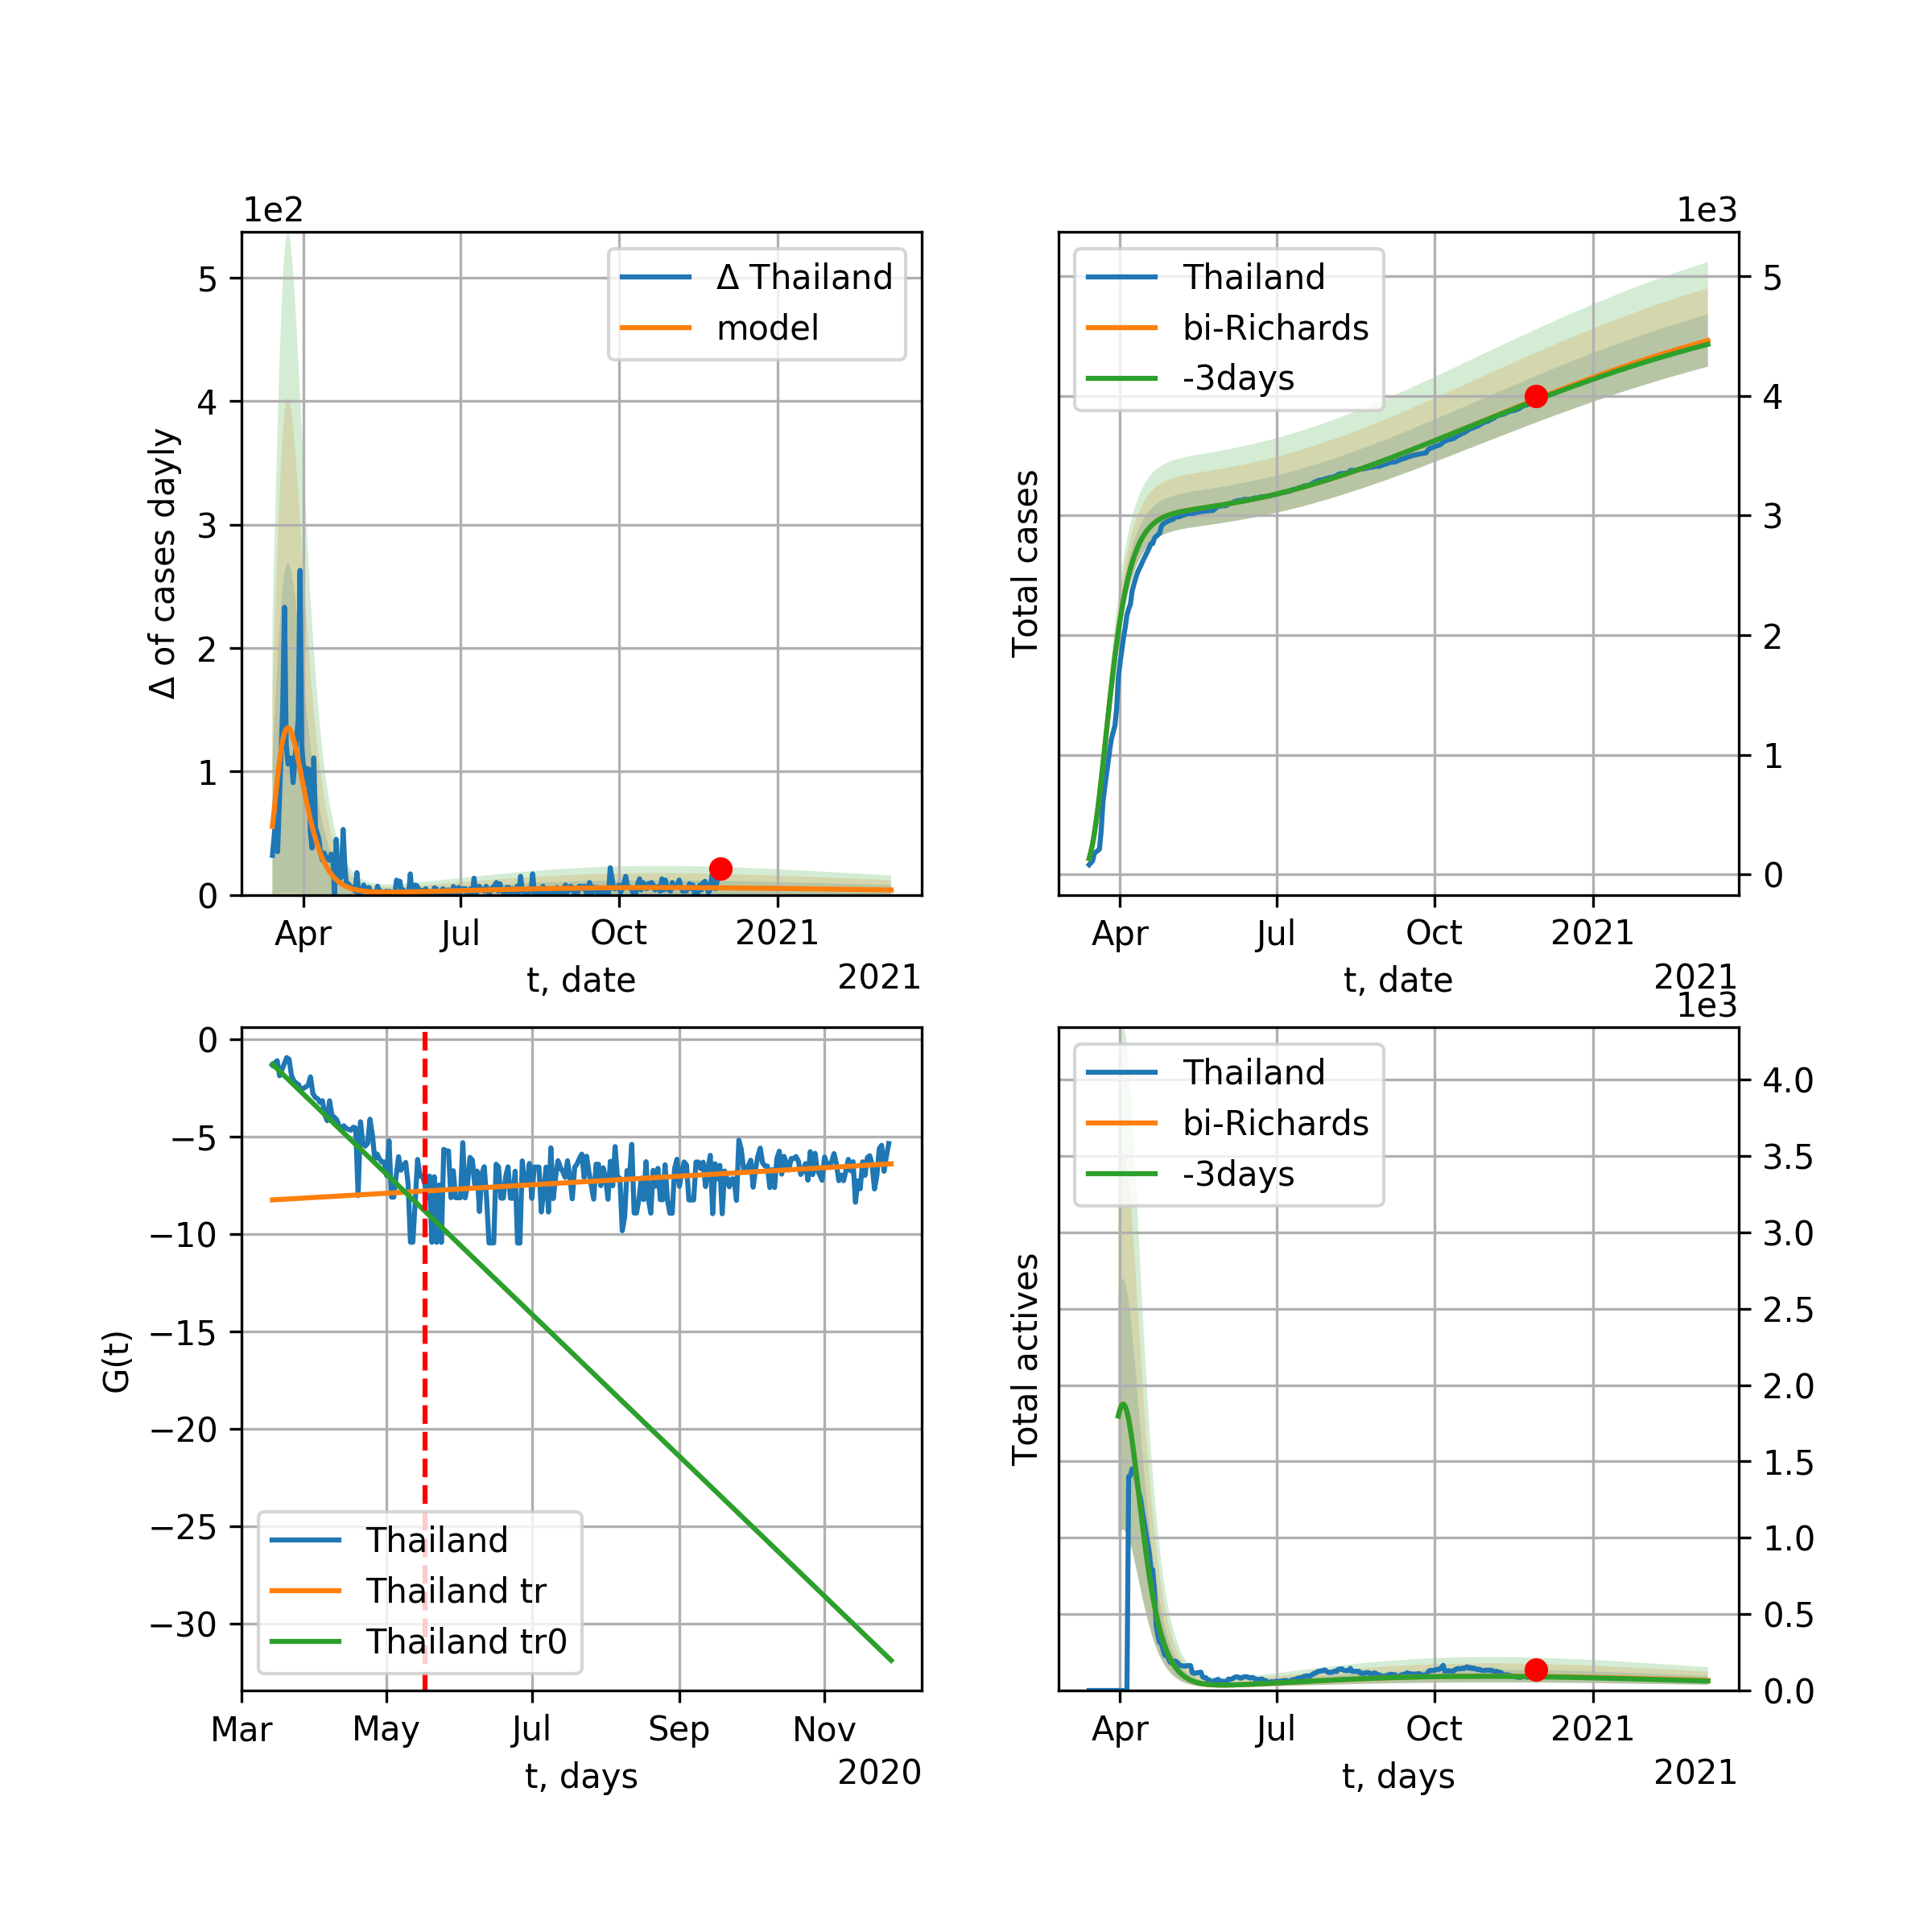 1e2
5
4
3
2
1
0
Δ of cases dayly
Δ Thailand
model
Apr
Jul
Oct
2021
t, date
2021
1e3
5
4
3
2
1
0
Total cases
Thailand
bi-Richards
-3days
Apr
Jul
Oct
2021
t, date
2021
0
−5
−10
−15
−20
−25
−30
G(t)
Thailand
Thailand tr
Thailand tr0
Mar
May
Jul
Sep
Nov
t, days
2020
1e3
4.0
3.5
3.0
2.5
2.0
1.5
1.0
0.5
0.0
Total actives
Thailand
bi-Richards
-3days
Apr
Jul
Oct
2021
t, days
2021